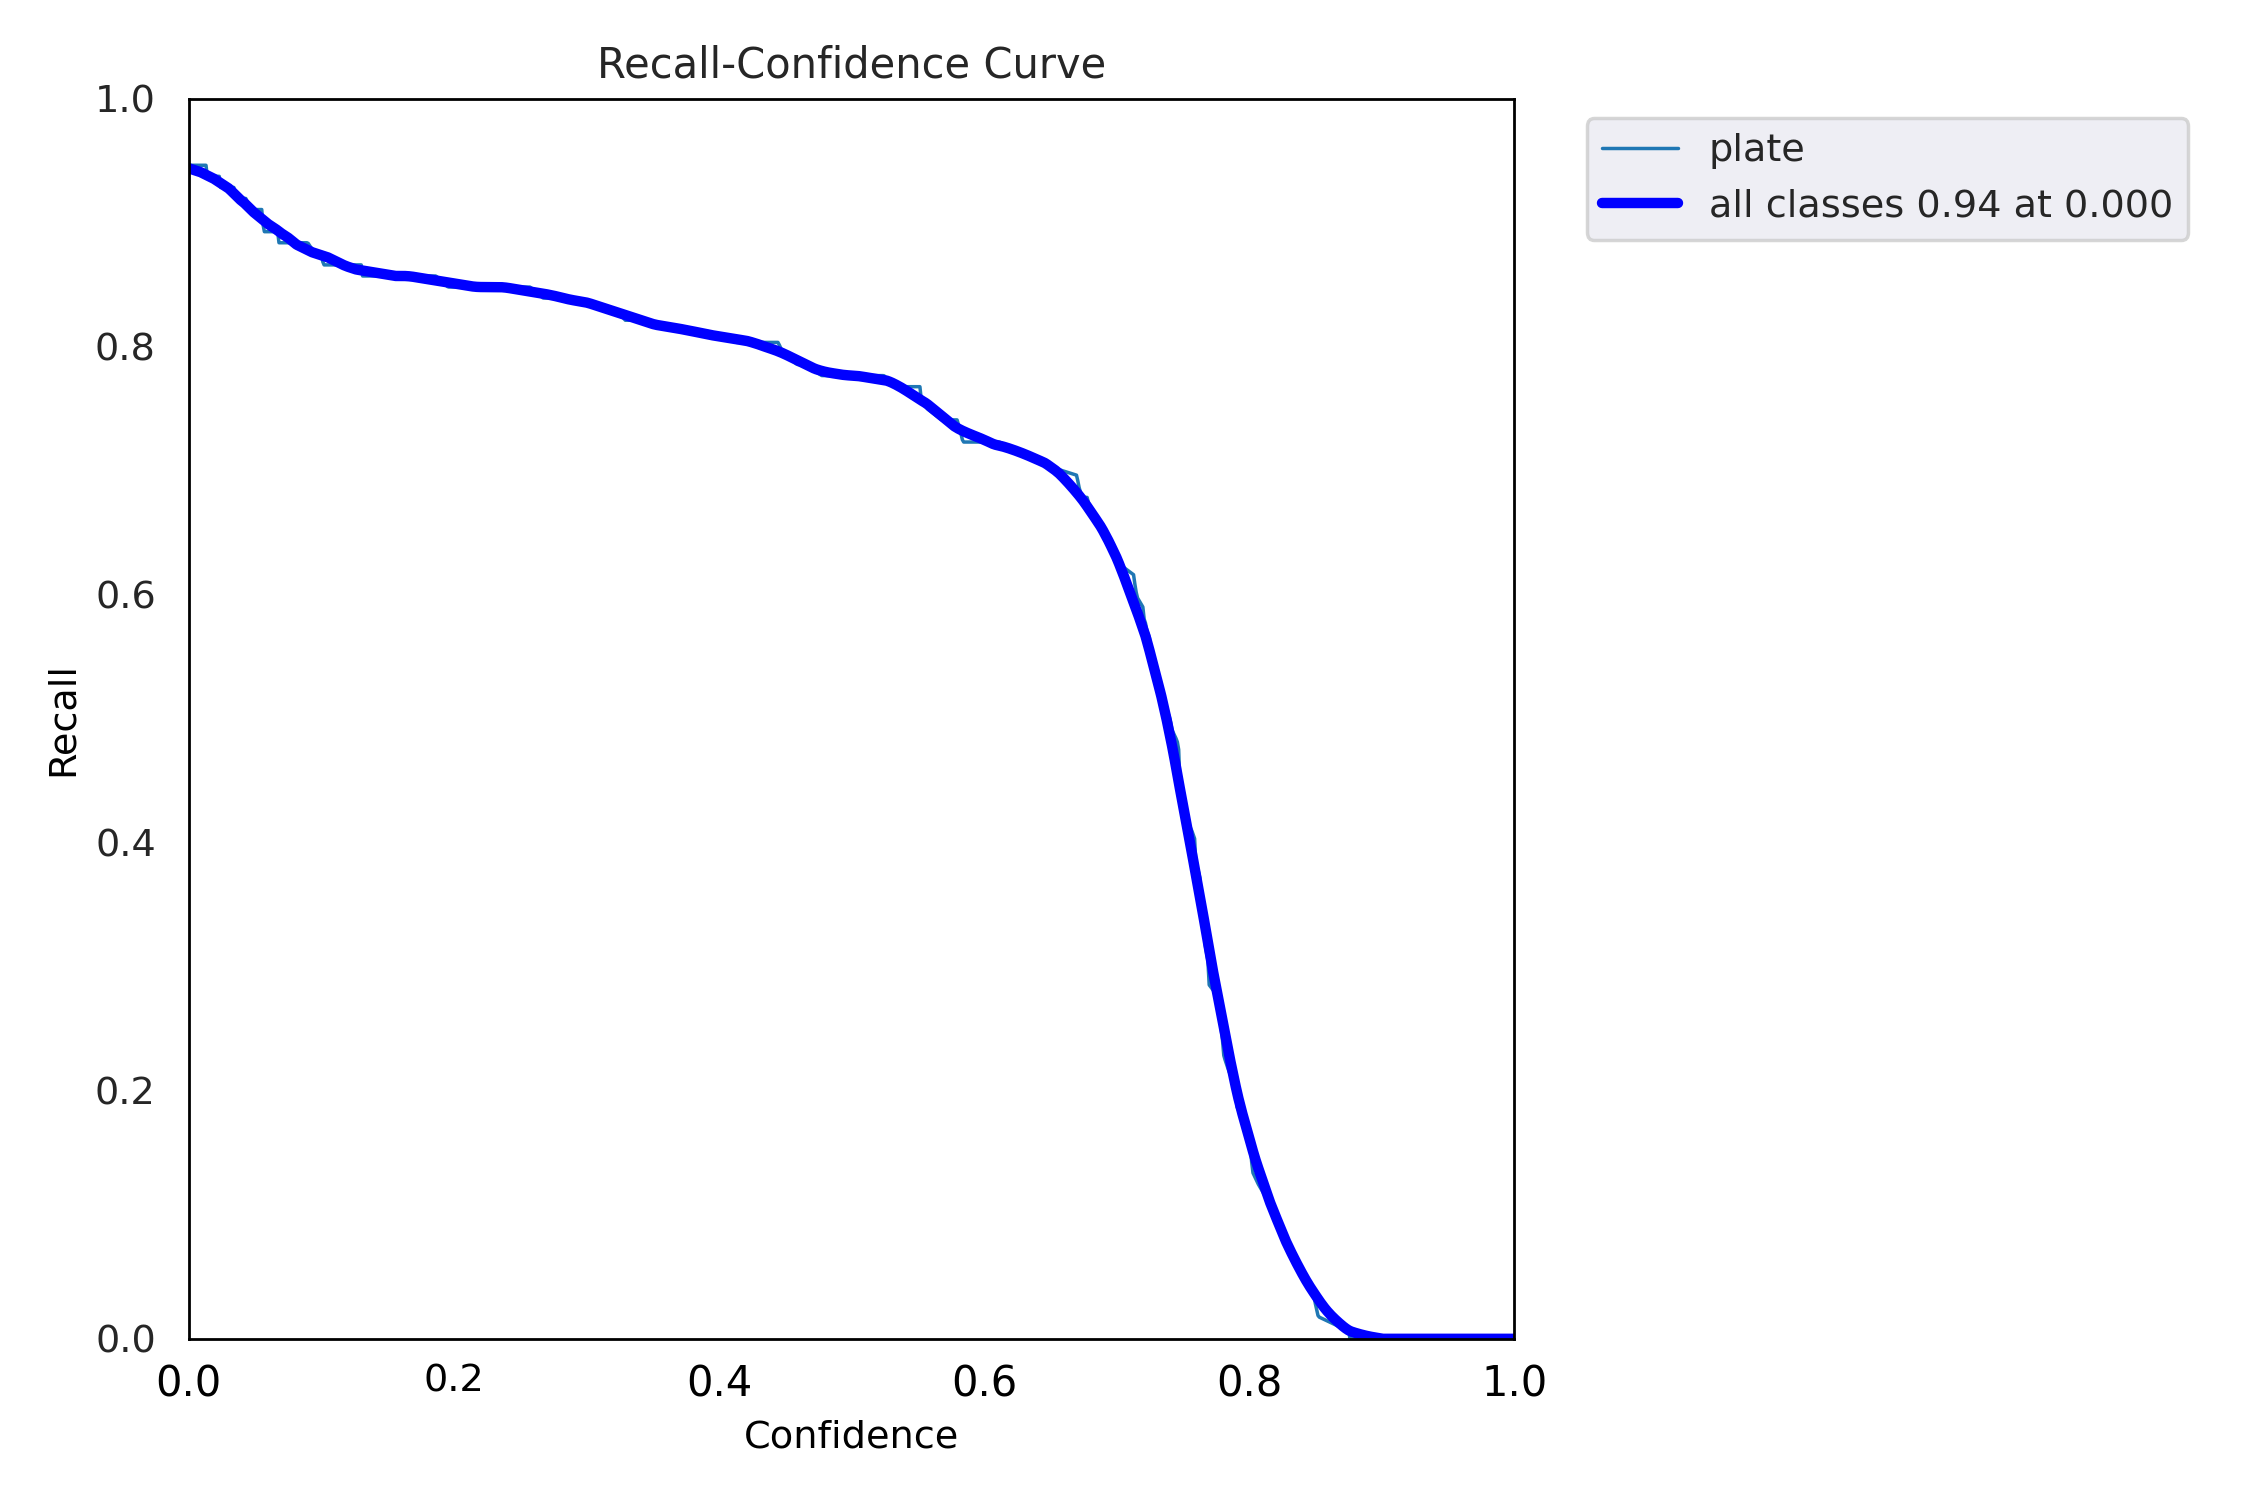 Recall-Confidence Curve
1.0
0.8
0.6
0.4
0.2
0.0
Recall
0.0 0.2 0.4 0.6 0.8 1.0
Confidence
plate
all classes 0.94 at 0.000